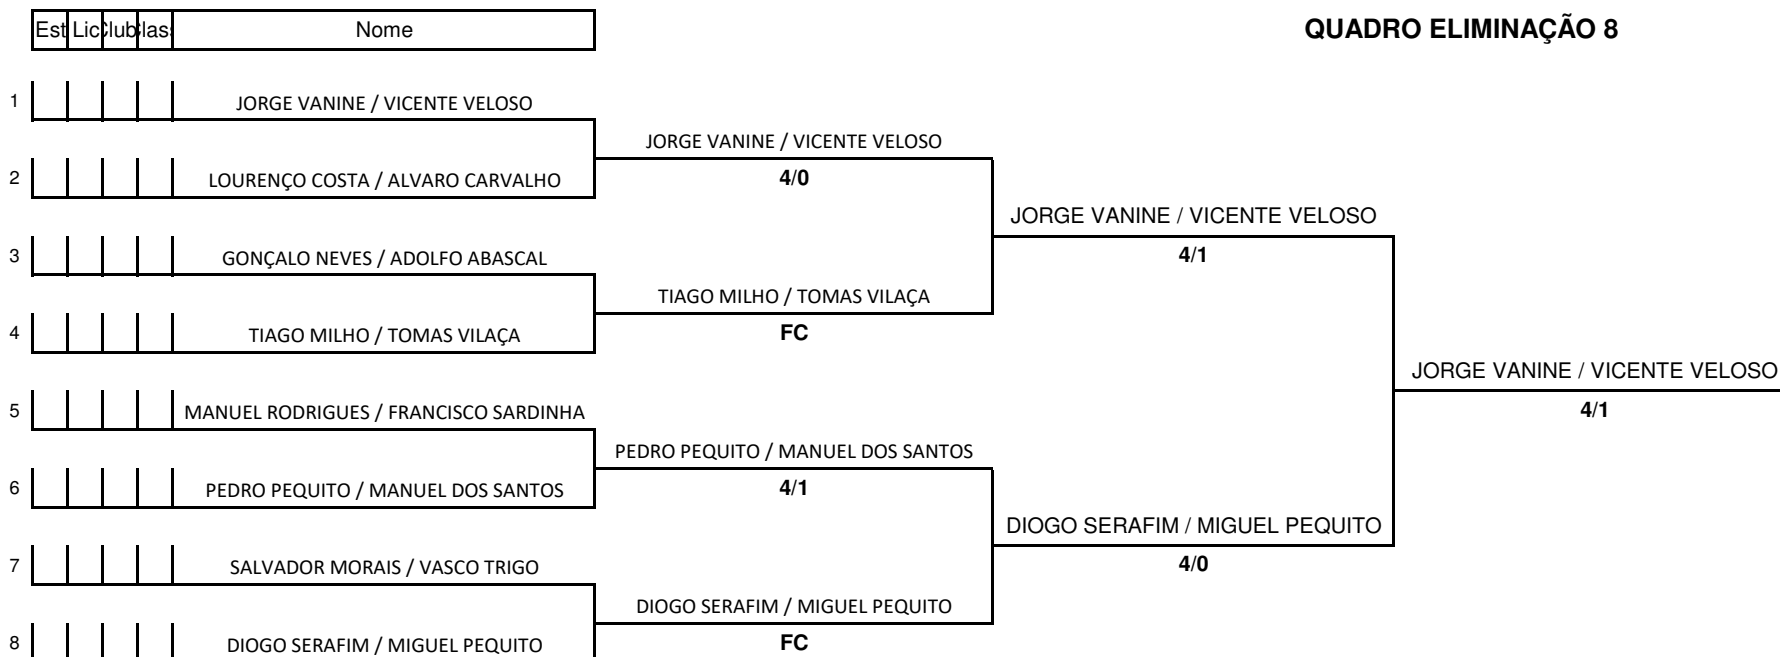 Est Lic Club Class Nome
QUADRO ELIMINAÇÃO 8
1 JORGE VANINE / VICENTE VELOSO
JORGE VANINE / VICENTE VELOSO
4/0
2 LOURENÇO COSTA / ALVARO CARVALHO
JORGE VANINE / VICENTE VELOSO
4/1
3 GONÇALO NEVES / ADOLFO ABASCAL
TIAGO MILHO / TOMAS VILAÇA
FC
4 TIAGO MILHO / TOMAS VILAÇA
JORGE VANINE / VICENTE VELOSO
4/1
5 MANUEL RODRIGUES / FRANCISCO SARDINHA
PEDRO PEQUITO / MANUEL DOS SANTOS
4/1
6 PEDRO PEQUITO / MANUEL DOS SANTOS
DIOGO SERAFIM / MIGUEL PEQUITO
4/0
7 SALVADOR MORAIS / VASCO TRIGO
DIOGO SERAFIM / MIGUEL PEQUITO
FC
8 DIOGO SERAFIM / MIGUEL PEQUITO